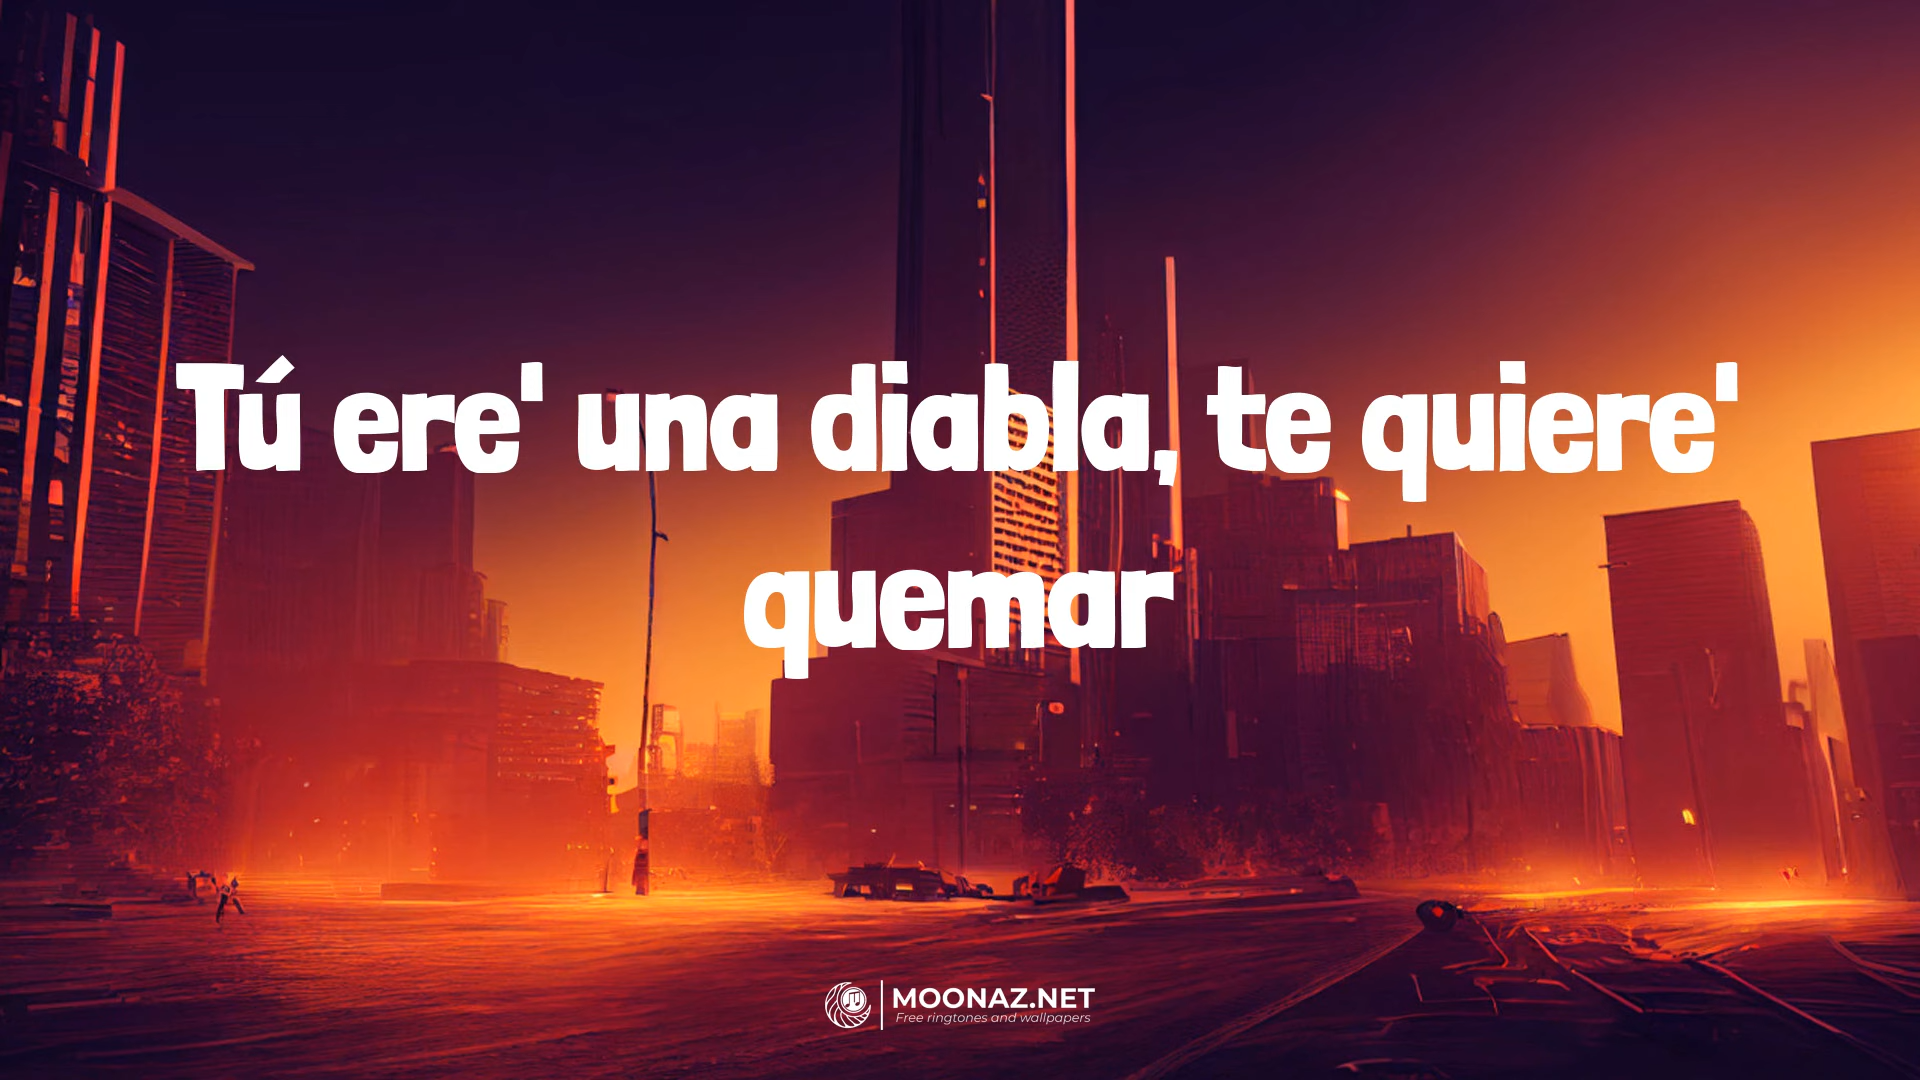 Tú ere' una diabla, te quiere'
quemar
MOONAZ.NET
Free ringtones and wallpapers